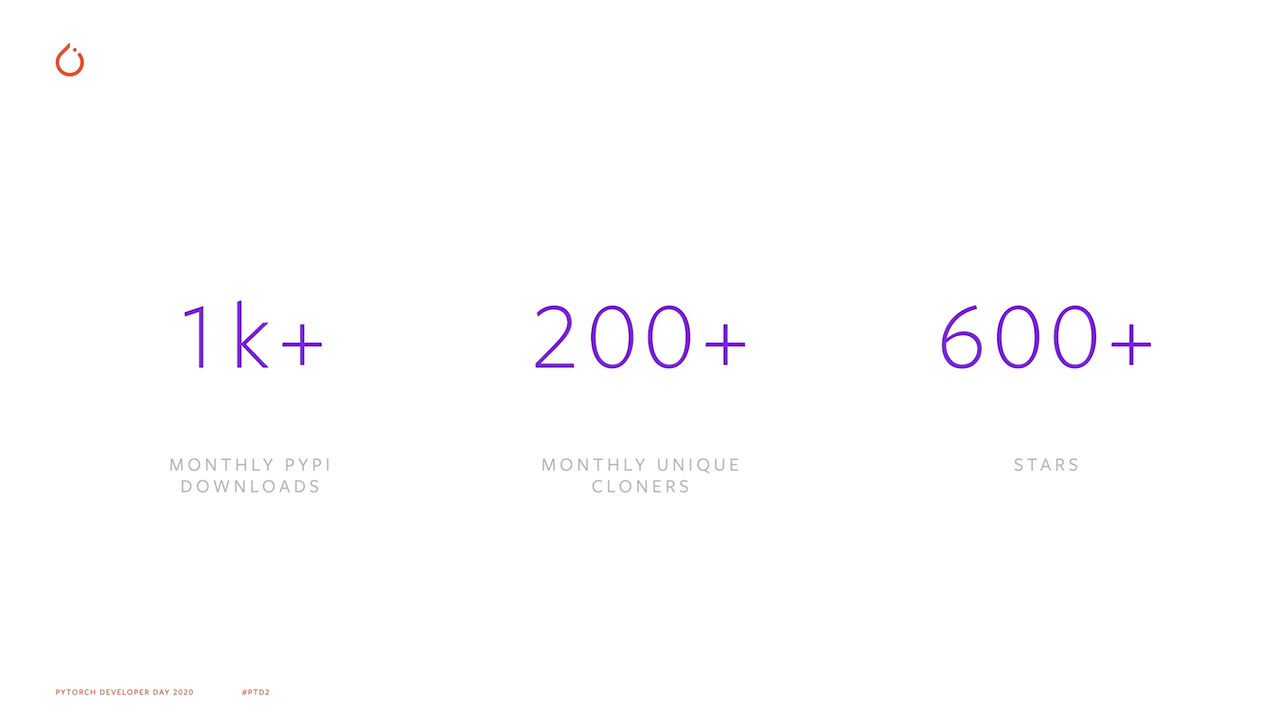 1k+
MONTHLY PYPI
DOWNLOADS
200+
MONTHLY UNIQUE
CLONERS
600+
STARS
PYTORCH DEVELOPER DAY 2020
#PTD2